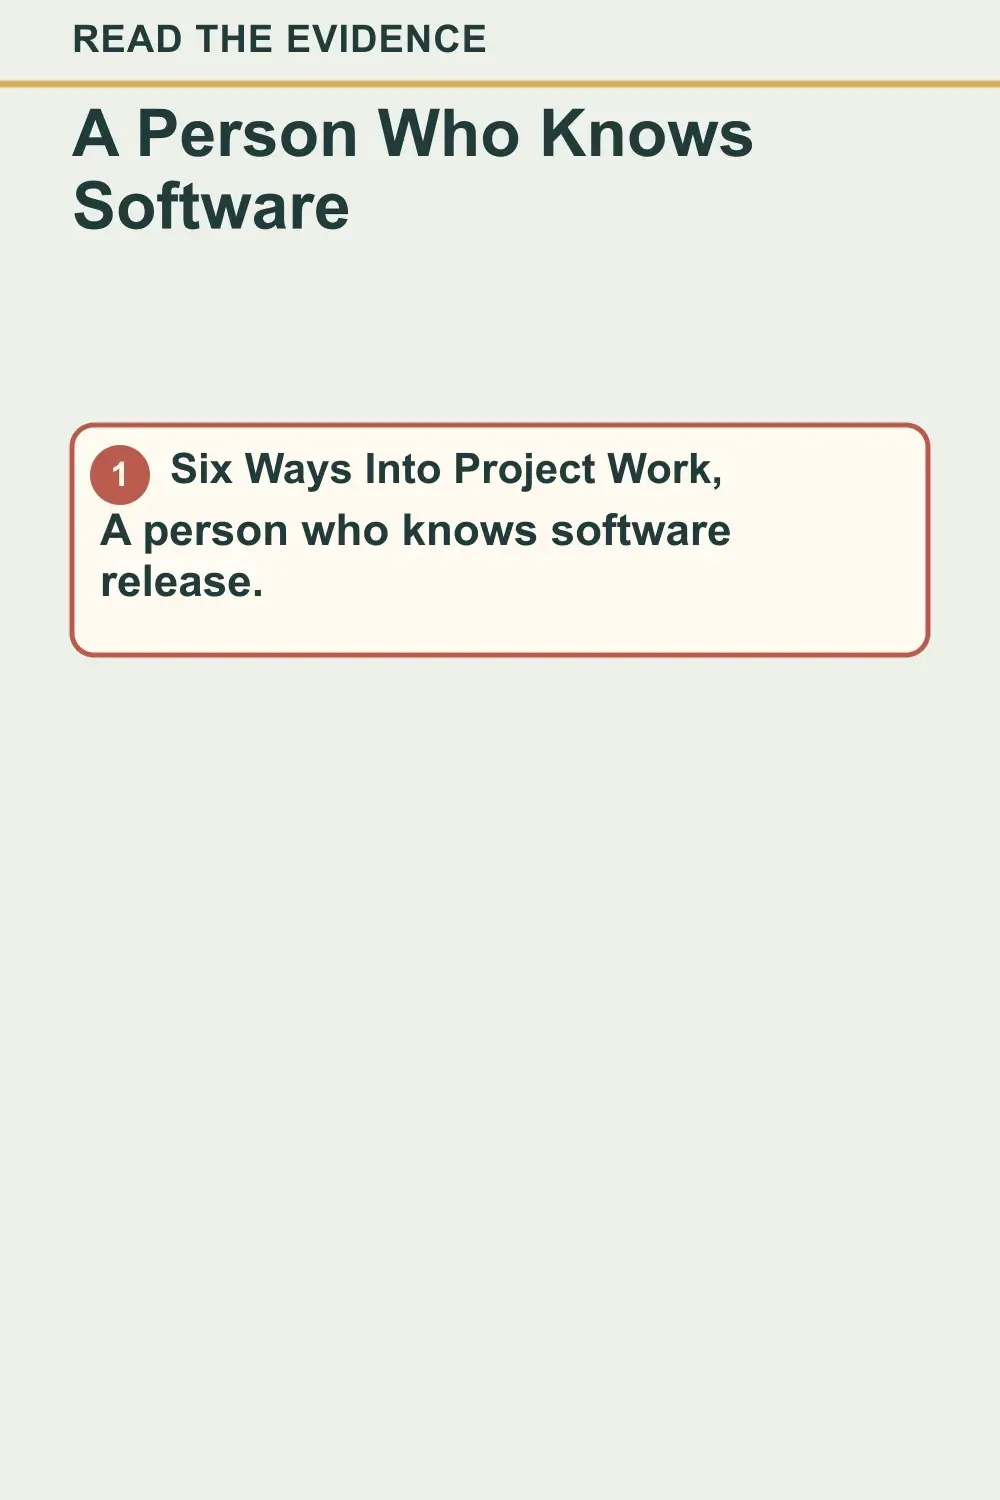 READ THE EVIDENCE
A Person Who Knows
Software
1 Six Ways Into Project Work,
A person who knows software
release.